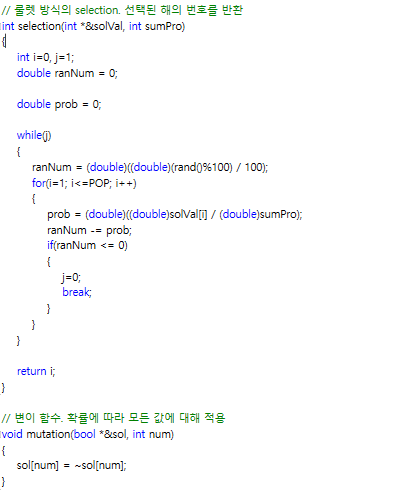 // 룰렛 방식의 selection. 선택된 해의 번호를 반환
int selection(int *&solVal, int sumPro)
{
int i=0, j=1;
double ranNum = 0;
double prob = 0;
while(j)
{
ranNum = (double)((double)(rand()%100) / 100);
for(i=1; i<=POP; i++)
{
prob = (double)((double)solVal[i] / (double)sumPro);
ranNum -= prob;
if(ranNum <= 0)
{
j=0;
break;
}
}
}
return i;
}
// 변이 함수. 확률에 따라 모든 값에 대해 적용
void mutation(bool *&sol, int num)
{
sol[num] = ~sol[num];
}